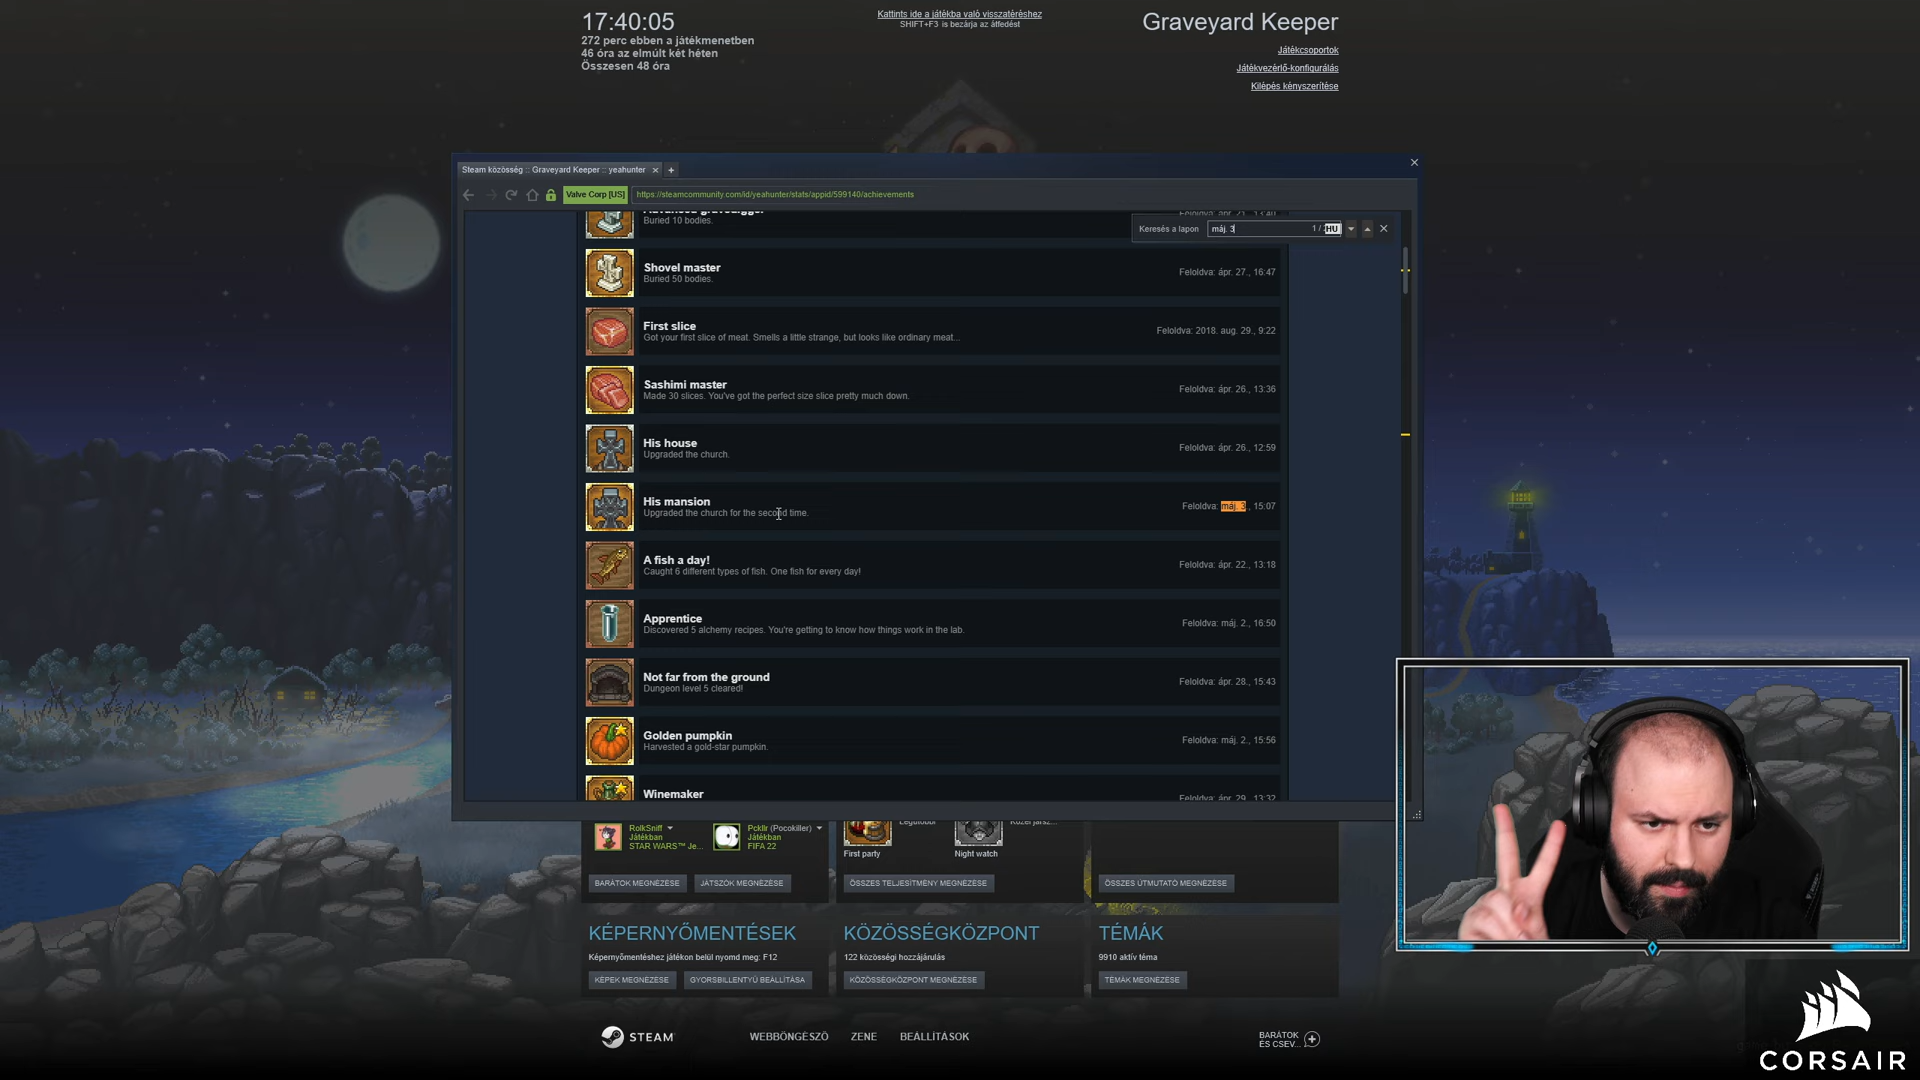 17:40:05
272 perc ebben a játékmenetben
46 óra az elmúlt két héten
Összesen 48 óra
Kattints ide a játékba való visszatéréshez
SHIFT+F3 is bezárja az átfedést
Graveyard Keeper
Játékcsoportok
Játékvezérlő-konfigurálás
Kilépés kényszerítése
Steam közösség :: Graveyard Keeper :: yeahunter
Valve Corp [US]
https://steamcommunity.com/id/yeahunter/stats/appid/599140/achievements
Keresés a lapon
máj. 3
HU
Advanced gravedigger
Buried 10 bodies.
Shovel master
Buried 50 bodies.
Feloldva: ápr. 27., 16:47
First slice
Got your first slice of meat. Smells a little strange, but looks like ordinary meat...
Feloldva: 2018. aug. 29., 9:22
Sashimi master
Made 30 slices. You've got the perfect size slice pretty much down.
Feloldva: ápr. 26., 13:36
His house
Upgraded the church.
Feloldva: ápr. 26., 12:59
His mansion
Upgraded the church for the second time.
Feloldva: máj. 3., 15:07
A fish a day!
Caught 6 different types of fish. One fish for every day!
Feloldva: ápr. 22., 13:18
Apprentice
Discovered 5 alchemy recipes. You're getting to know how things work in the lab.
Feloldva: máj. 2., 16:50
Not far from the ground
Dungeon level 5 cleared!
Feloldva: ápr. 28., 15:43
Golden pumpkin
Harvested a gold-star pumpkin.
Feloldva: máj. 2., 15:56
Winemaker
Feloldva: ápr. 29., 13:32
RolkSniff
Játékban
STAR WARS™ Je...
Pckllr (Pocokiller)
Játékban
FIFA 22
First party
Night watch
BARÁTOK MEGNÉZÉSE
JÁTSZÓK MEGNÉZÉSE
ÖSSZES TELJESÍTMÉNY MEGNÉZÉSE
ÖSSZES ÚTMUTATÓ MEGNÉZÉSE
KÉPERNYŐMENTÉSEK
Képernyőmentéshez játékon belül nyomd meg: F12
KÉPEK MEGNÉZÉSE
GYORSBILLENTYŰ BEÁLLÍTÁSA
KÖZÖSSÉGKÖZPONT
122 közösségi hozzájárulás
KÖZÖSSÉGKÖZPONT MEGNÉZÉSE
TÉMÁK
9910 aktív téma
TÉMÁK MEGNÉZÉSE
STEAM
WEBBÖNGÉSZŐ
ZENE
BEÁLLÍTÁSOK
BARÁTOK
ÉS CSEV...
CORSAIR